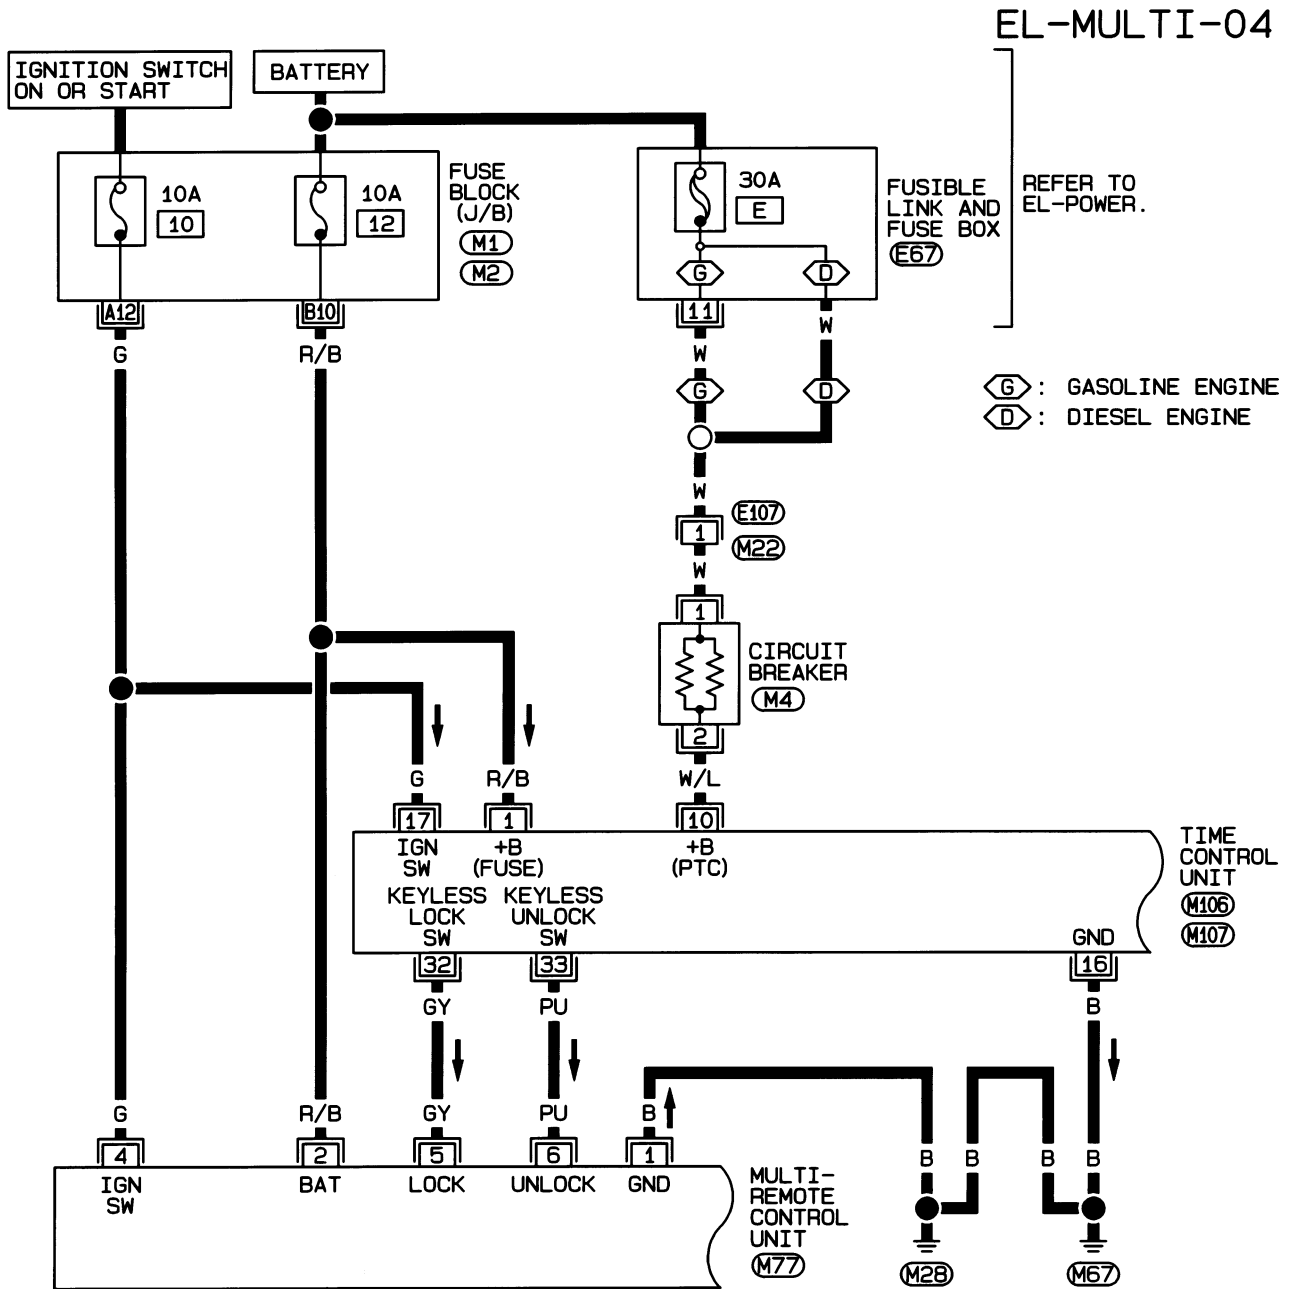 EL-MULTI-04
IGNITION SWITCH
ON OR START
BATTERY
10A
10
10A
12
FUSE
BLOCK
(J/B)
M1
M2
30A
E
G
D
FUSIBLE
LINK AND
FUSE BOX
E67
REFER TO
EL-POWER.
A12
B10
11
W
G
R/B
W
G
D
G : GASOLINE ENGINE
D : DIESEL ENGINE
W
1
E107
M22
W
1
CIRCUIT
BREAKER
M4
2
G
R/B
W/L
17
1
10
IGN
SW
+B
(FUSE)
+B
(PTC)
KEYLESS
LOCK
SW
KEYLESS
UNLOCK
SW
GND
TIME
CONTROL
UNIT
M106
M107
32
33
16
GY
PU
B
G
R/B
GY
PU
B
4
2
5
6
1
B
B
B
B
IGN
SW
BAT
LOCK
UNLOCK
GND
MULTI-
REMOTE
CONTROL
UNIT
M77
M28
M67